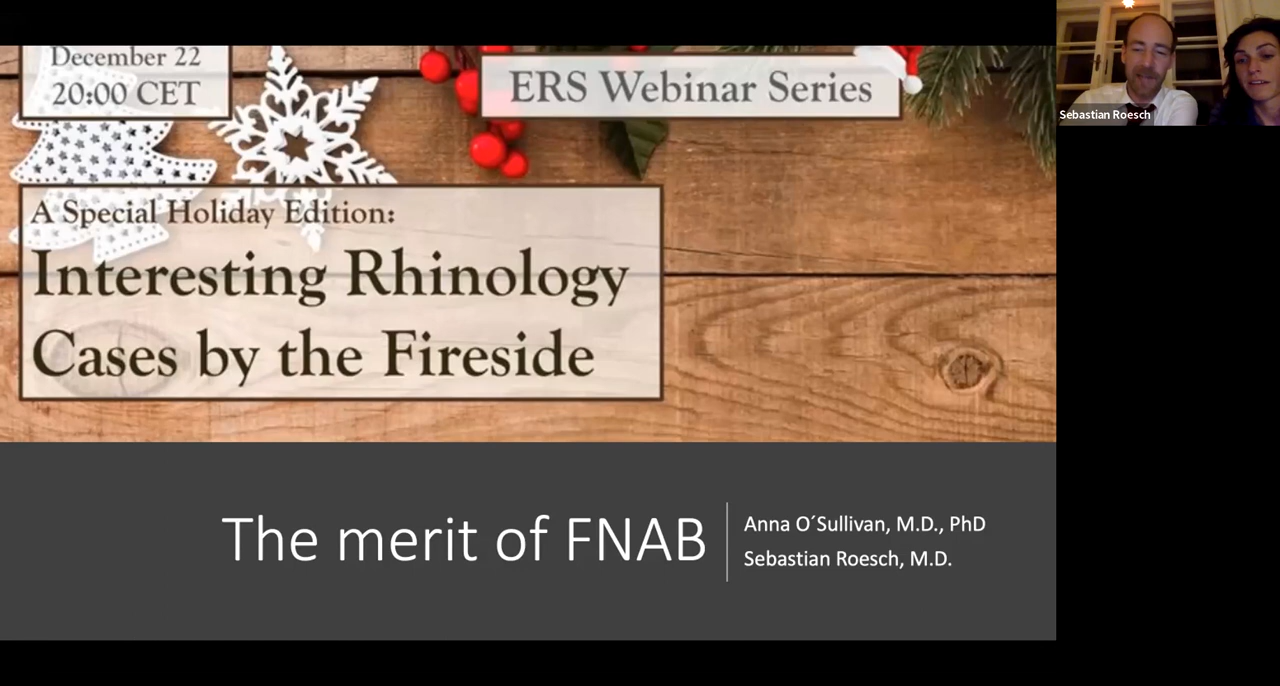 December 22
20:00 CET
ERS Webinar Series
A Special Holiday Edition:
Interesting Rhinology
Cases by the Fireside
The merit of FNAB
Anna O´Sullivan, M.D., PhD
Sebastian Roesch, M.D.
Sebastian Roesch